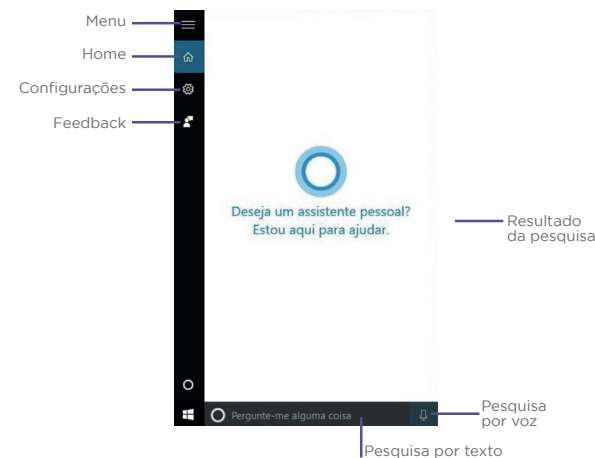 Menu
Home
Configurações
Feedback
Deseja um assistente pessoal?
Estou aqui para ajudar.
Resultado
da pesquisa
Pergunte-me alguma coisa
Pesquisa
por voz
Pesquisa por texto